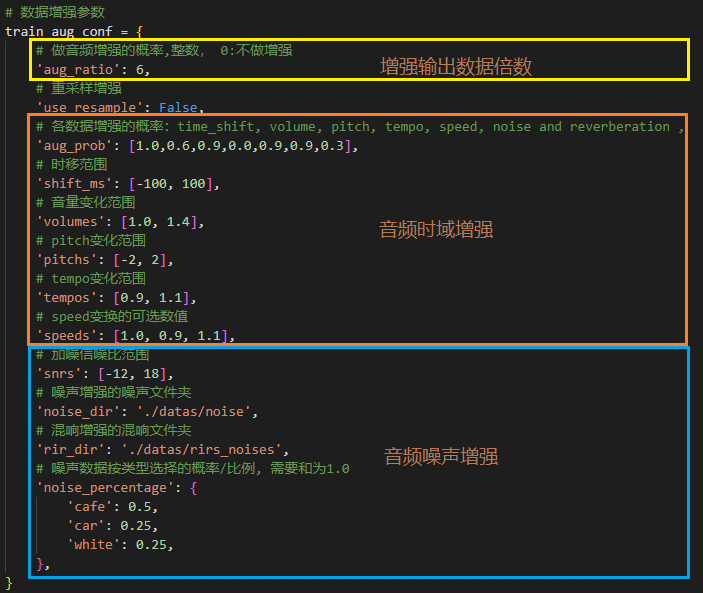 # 数据增强参数
train_aug_conf = {
# 做音频增强的概率,整数， 0:不做增强
'aug_ratio': 6,
增强输出数据倍数
# 重采样增强
'use_resample': False,
# 各数据增强的概率：time_shift, volume, pitch, tempo, speed, noise and reverberation ,
'aug_prob': [1.0,0.6,0.9,0.0,0.9,0.9,0.3],
# 时移范围
'shift_ms': [-100, 100],
# 音量变化范围
'volumes': [1.0, 1.4],
音频时域增强
# pitch变化范围
'pitchs': [-2, 2],
# tempo变化范围
'tempos': [0.9, 1.1],
# speed变换的可选数值
'speeds': [1.0, 0.9, 1.1],
# 加噪信噪比范围
'snrs': [-12, 18],
# 噪声增强的噪声文件夹
'noise_dir': './datas/noise',
# 混响增强的混响文件夹
'rir_dir': './datas/rirs_noises',
音频噪声增强
# 噪声数据按类型选择的概率/比例, 需要和为1.0
'noise_percentage': {
'cafe': 0.5,
'car': 0.25,
'white': 0.25,
},
}